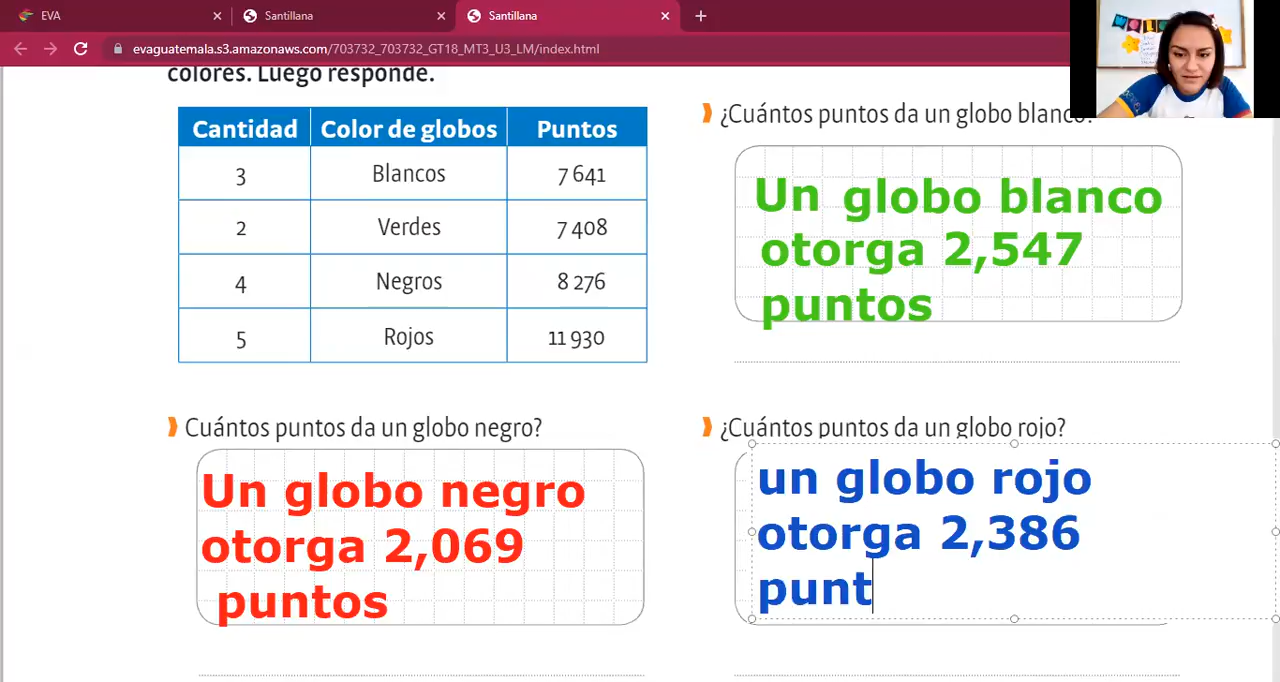 EVA
Santillana
Santillana
evaguatemala.s3.amazonaws.com/703732_703732_GT18_MT3_U3_LM/index.html
colores. Luego responde.
Cantidad Color de globos Puntos
3 Blancos 7 641
2 Verdes 7 408
4 Negros 8 276
5 Rojos 11 930
¿Cuántos puntos da un globo blanco?
Un globo blanco
otorga 2,547
puntos
Cuántos puntos da un globo negro?
Un globo negro
otorga 2,069
puntos
¿Cuántos puntos da un globo rojo?
un globo rojo
otorga 2,386
punt